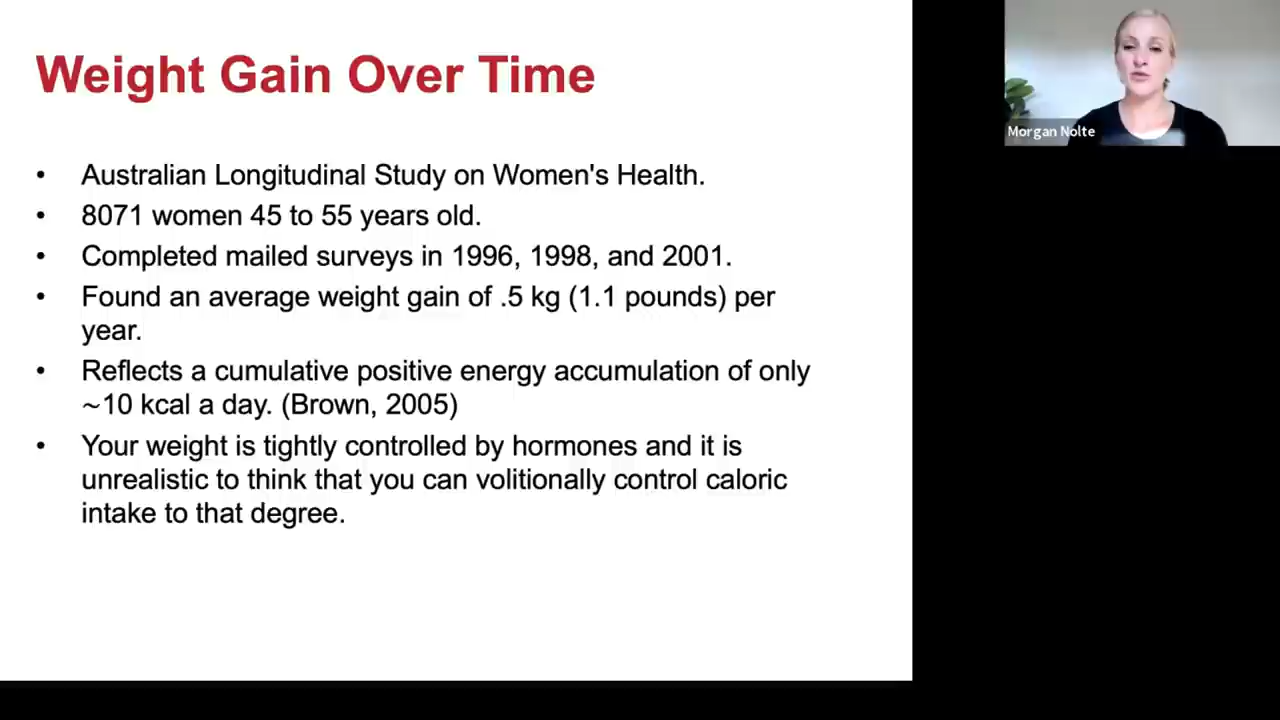 Weight Gain Over Time
• Australian Longitudinal Study on Women's Health.
• 8071 women 45 to 55 years old.
• Completed mailed surveys in 1996, 1998, and 2001.
• Found an average weight gain of .5 kg (1.1 pounds) per
year.
• Reflects a cumulative positive energy accumulation of only
~10 kcal a day. (Brown, 2005)
• Your weight is tightly controlled by hormones and it is
unrealistic to think that you can volitionally control caloric
intake to that degree.
Morgan Nolte